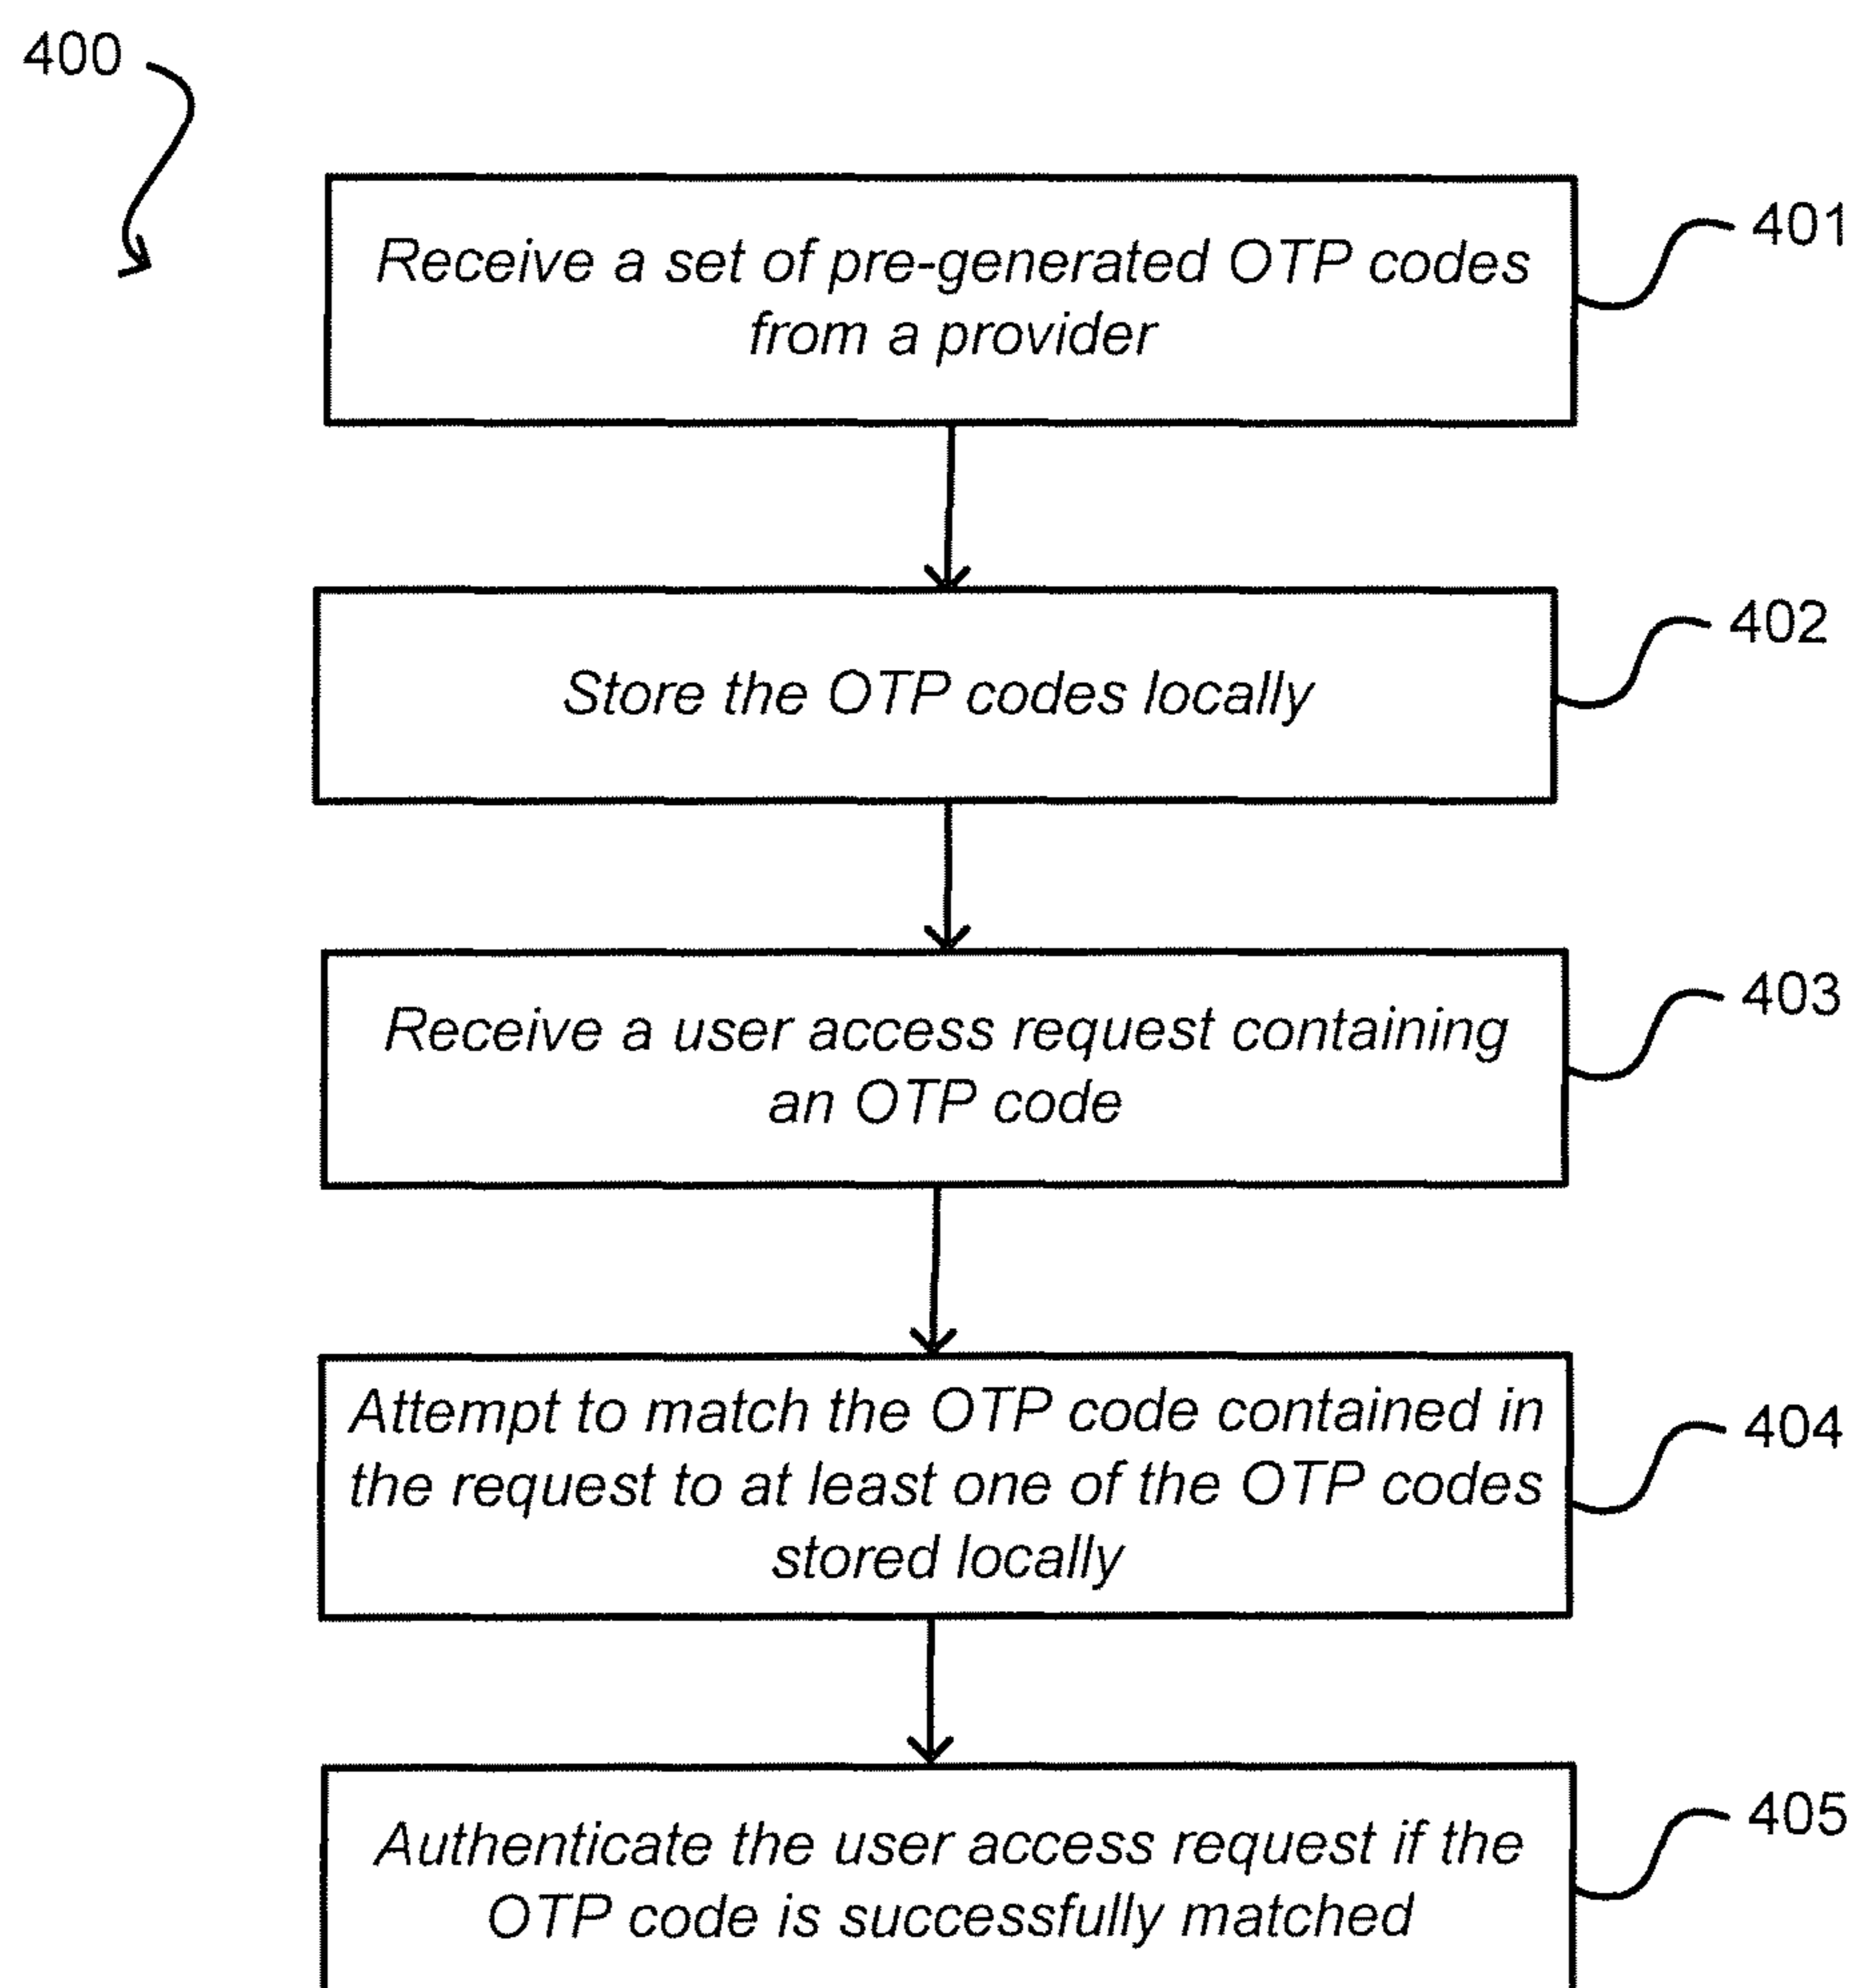 400
Receive a set of pre-generated OTP codes
from a provider
401
Store the OTP codes locally
402
Receive a user access request containing
an OTP code
403
Attempt to match the OTP code contained in
the request to at least one of the OTP codes
stored locally
404
Authenticate the user access request if the
OTP code is successfully matched
405